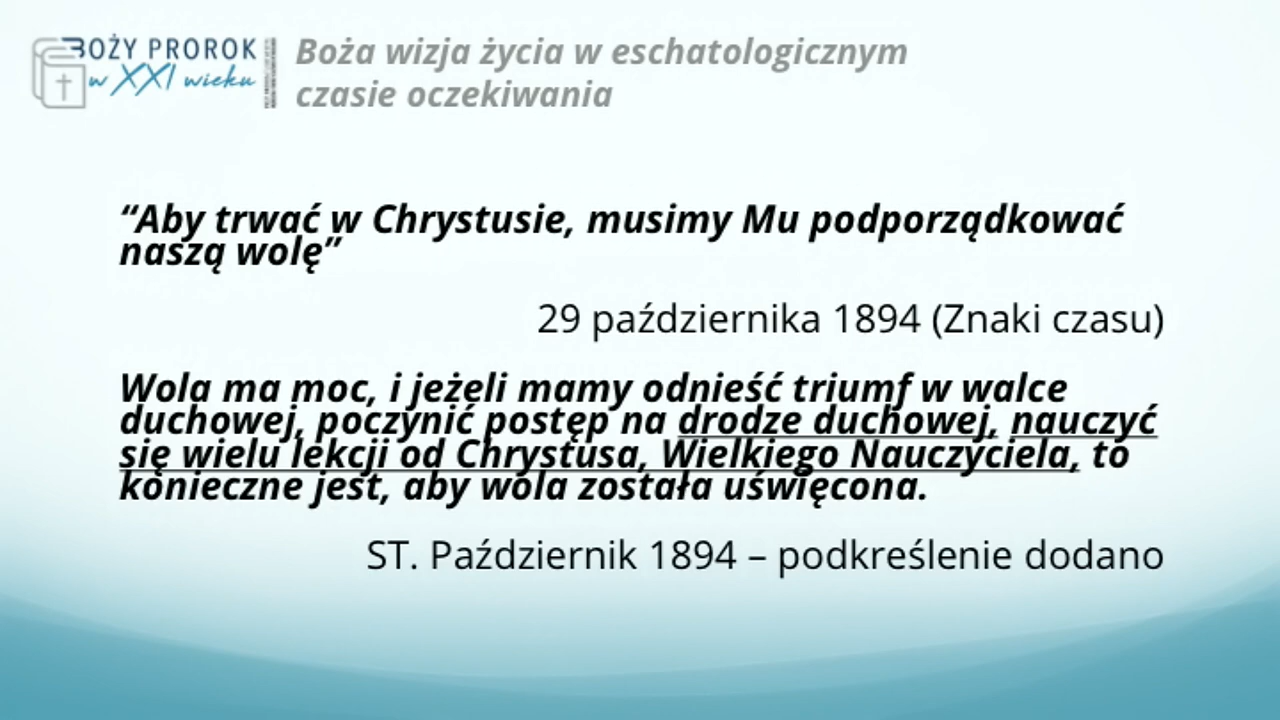 BOŻY PROROK
w XXI wieku
Boża wizja życia w eschatologicznym
czasie oczekiwania
“Aby trwać w Chrystusie, musimy Mu podporządkować
naszą wolę”
29 października 1894 (Znaki czasu)
Wola ma moc, i jeżeli mamy odnieść triumf w walce
duchowej, poczynić postęp na drodze duchowej, nauczyć
się wielu lekcji od Chrystusa, Wielkiego Nauczyciela, to
konieczne jest, aby wola została uświęcona.
ST. Październik 1894 – podkreślenie dodano